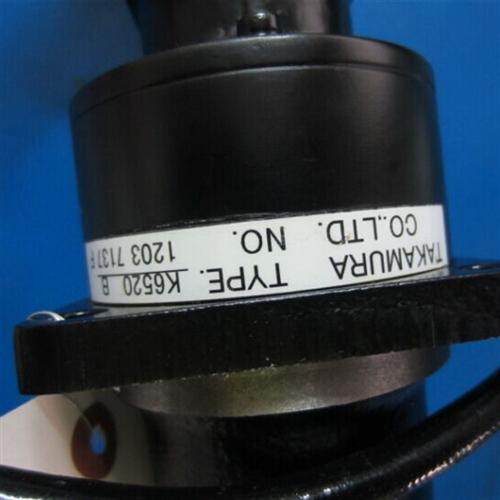 TAKAMURA TYPE. K6520 B
CO.,LTD. NO. 1203 7137 F